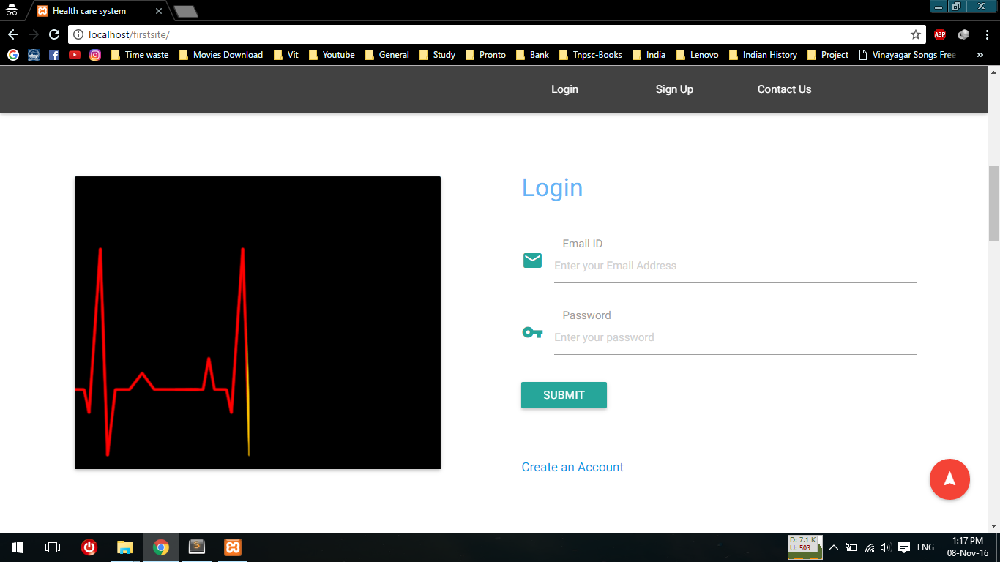 Health care system
localhost/firstsite/
ABP
Time waste Movies Download Vit Youtube General Study Pronto Bank Tnpsc-Books India Lenovo Indian History Project Vinayagar Songs Free »
Login Sign Up Contact Us
Login
Email ID
Enter your Email Address
Password
Enter your password
SUBMIT
Create an Account
D: 7.1 K
U: 503
ENG
1:17 PM
08-Nov-16